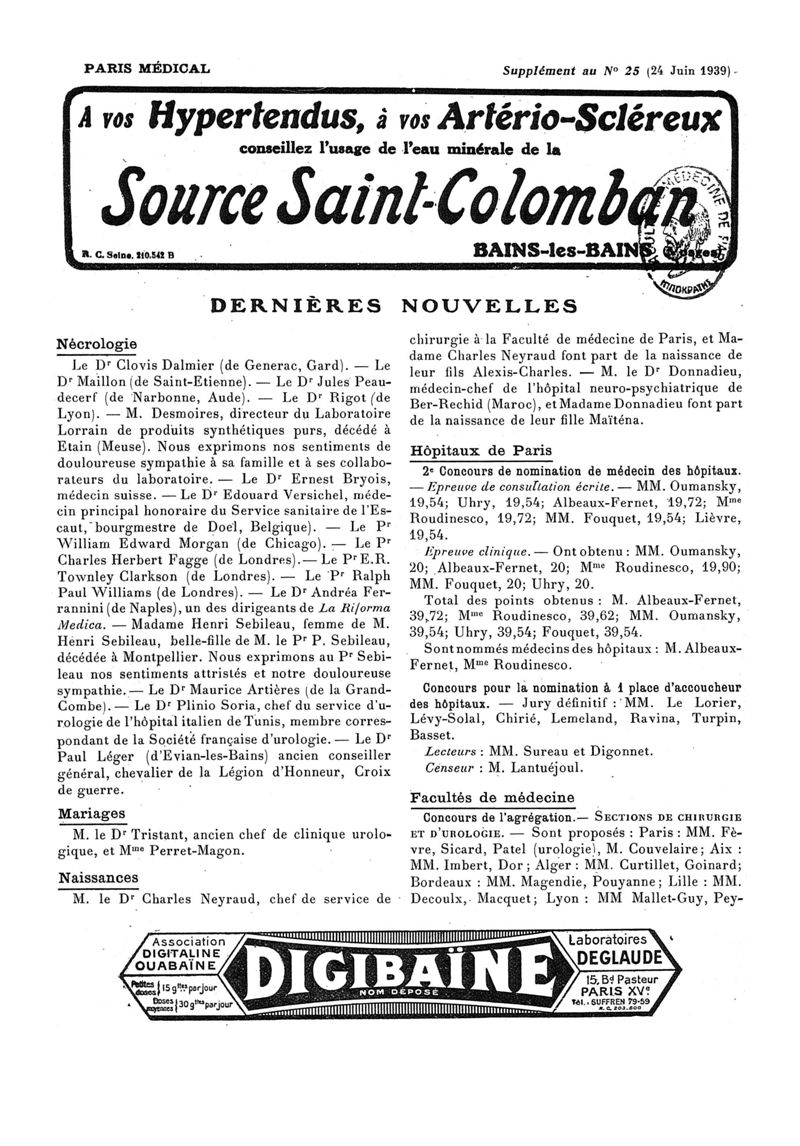 PARIS MÉDICAL
Supplément au Nº 25 (24 Juin 1939)
A vos Hypertendus, à vos Artério-Scléreux
conseillez l'usage de l'eau minérale de la
Source Saint-Colomban
R. C. Seine. 210.542 B
BAINS-les-BAINS
DERNIÈRES NOUVELLES
Nécrologie
Le Dr Clovis Dalmier (de Generac, Gard). — Le
Dr Maillon (de Saint-Etienne). — Le Dr Jules Peau-
decerf (de Narbonne, Aude). — Le Dr Rigot (de
Lyon). — M. Desmoires, directeur du Laboratoire
Lorrain de produits synthétiques purs, décédé à
Etain (Meuse). Nous exprimons nos sentiments de
douloureuse sympathie à sa famille et à ses collabo-
rateurs du laboratoire. — Le Dr Ernest Bryois,
médecin suisse. — Le Dr Edouard Versichel, méde-
cin principal honoraire du Service sanitaire de l'Es-
caut, bourgmestre de Doel, Belgique). — Le Pr
William Edward Morgan (de Chicago). — Le Pr
Charles Herbert Fagge (de Londres). — Le Pr E.R.
Townley Clarkson (de Londres). — Le Pr Ralph
Paul Williams (de Londres). — Le Dr Andréa Fer-
rannini (de Naples), un des dirigeants de La Riforma
Medica. — Madame Henri Sebileau, femme de M.
Henri Sebileau, belle-fille de M. le Pr P. Sebileau,
décédée à Montpellier. Nous exprimons au Pr Sebi-
leau nos sentiments attristés et notre douloureuse
sympathie. — Le Dr Maurice Artières (de la Grand-
Combe). — Le Dr Plinio Soria, chef du service d'u-
rologie de l'hôpital italien de Tunis, membre corres-
pondant de la Société française d'urologie. — Le Dr
Paul Léger (d'Evian-les-Bains) ancien conseiller
général, chevalier de la Légion d'Honneur, Croix
de guerre.
Mariages
M. le Dr Tristant, ancien chef de clinique urolo-
gique, et Mme Perret-Magon.
Naissances
M. le Dr Charles Neyraud, chef de service de
chirurgie à la Faculté de médecine de Paris, et Ma-
dame Charles Neyraud font part de la naissance de
leur fils Alexis-Charles. — M. le Dr Donnadieu,
médecin-chef de l'hôpital neuro-psychiatrique de
Ber-Rechid (Maroc), et Madame Donnadieu font part
de la naissance de leur fille Maïténa.
Hôpitaux de Paris
2e Concours de nomination de médecin des hôpitaux.
— Epreuve de consultation écrite. — MM. Oumansky,
19,54; Uhry, 19,54; Albeaux-Fernet, 19,72; Mme
Roudinesco, 19,72; MM. Fouquet, 19,54; Lièvre,
19,54.
Epreuve clinique. — Ont obtenu : MM. Oumansky,
20; Albeaux-Fernet, 20; Mme Roudinesco, 19,90;
MM. Fouquet, 20; Uhry, 20.
Total des points obtenus : M. Albeaux-Fernet,
39,72; Mme Roudinesco, 39,62; MM. Oumansky,
39,54; Uhry, 39,54; Fouquet, 39,54.
Sont nommés médecins des hôpitaux : M. Albeaux-
Fernet, Mme Roudinesco.
Concours pour la nomination à 1 place d'accoucheur
des hôpitaux. — Jury définitif : MM. Le Lorier,
Lévy-Solal, Chirié, Lemeland, Ravina, Turpin,
Basset.
Lecteurs : MM. Sureau et Digonnet.
Censeur : M. Lantuéjoul.
Facultés de médecine
Concours de l'agrégation. — SECTIONS DE CHIRURGIE
ET D'UROLOGIE. — Sont proposés : Paris : MM. Fè-
vre, Sicard, Patel (urologie), M. Couvelaire; Aix :
MM. Imbert, Dor; Alger : MM. Curtillet, Goinard;
Bordeaux : MM. Magendie, Pouyanne; Lille : MM.
Decoulx, Macquet; Lyon : MM Mallet-Guy, Pey-
Association
DIGITALINE
OUABAÏNE
Petites doses } 15 gttes par jour
Doses moyennes } 30 gttes par jour
DIGIBAÏNE
NOM DÉPOSÉ
Laboratoires
DEGLAUDE
15, Bd Pasteur
PARIS XVe
Tél. : SUFFREN 79-59
R. C. 203.500